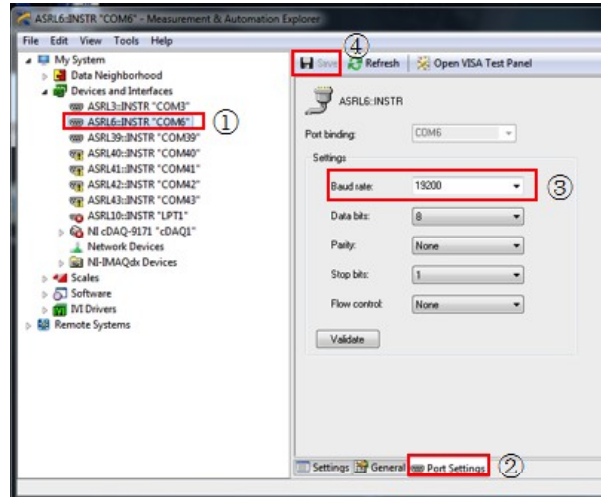 ASRL6::INSTR "COM6" - Measurement & Automation Explorer
File Edit View Tools Help
My System
Data Neighborhood
Devices and Interfaces
ASRL3::INSTR "COM3"
ASRL6::INSTR "COM6"
ASRL39::INSTR "COM39"
ASRL40::INSTR "COM40"
ASRL41::INSTR "COM41"
ASRL42::INSTR "COM42"
ASRL43::INSTR "COM43"
ASRL10::INSTR "LPT1"
NI cDAQ-9171 "cDAQ1"
Network Devices
NI-IMAQdx Devices
Scales
Software
IVI Drivers
Remote Systems
①
Save Refresh Open VISA Test Panel
④
ASRL6::INSTR
Port binding: COM6
Settings
Baud rate: 19200
③
Data bits: 8
Parity: None
Stop bits: 1
Flow control: None
Validate
Settings General Port Settings ②